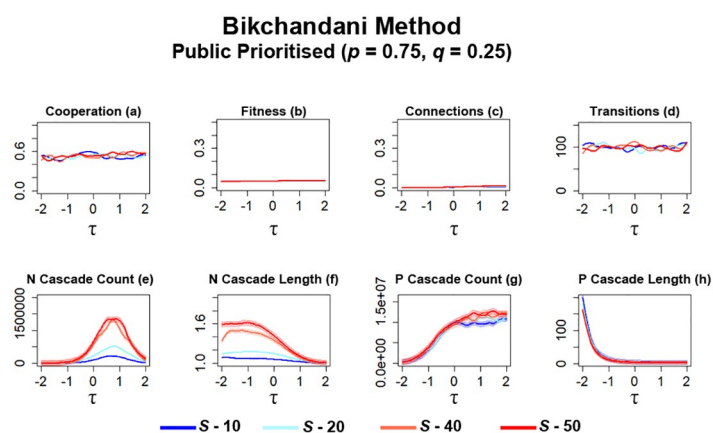 Bikchandani Method
Public Prioritised (p = 0.75, q = 0.25)
Cooperation (a) Fitness (b) Connections (c) Transitions (d)
0.6
0.0
0.3
0.0
0.3
0.0
100
0
-2 -1 0 1 2 -2 -1 0 1 2 -2 -1 0 1 2 -2 -1 0 1 2
τ τ τ τ
N Cascade Count (e) N Cascade Length (f) P Cascade Count (g) P Cascade Length (h)
1500000
0
1.6
1.0
1.5e+07
0.0e+00
100
0
-2 -1 0 1 2 -2 -1 0 1 2 -2 -1 0 1 2 -2 -1 0 1 2
τ τ τ τ
S - 10 S - 20 S - 40 S - 50